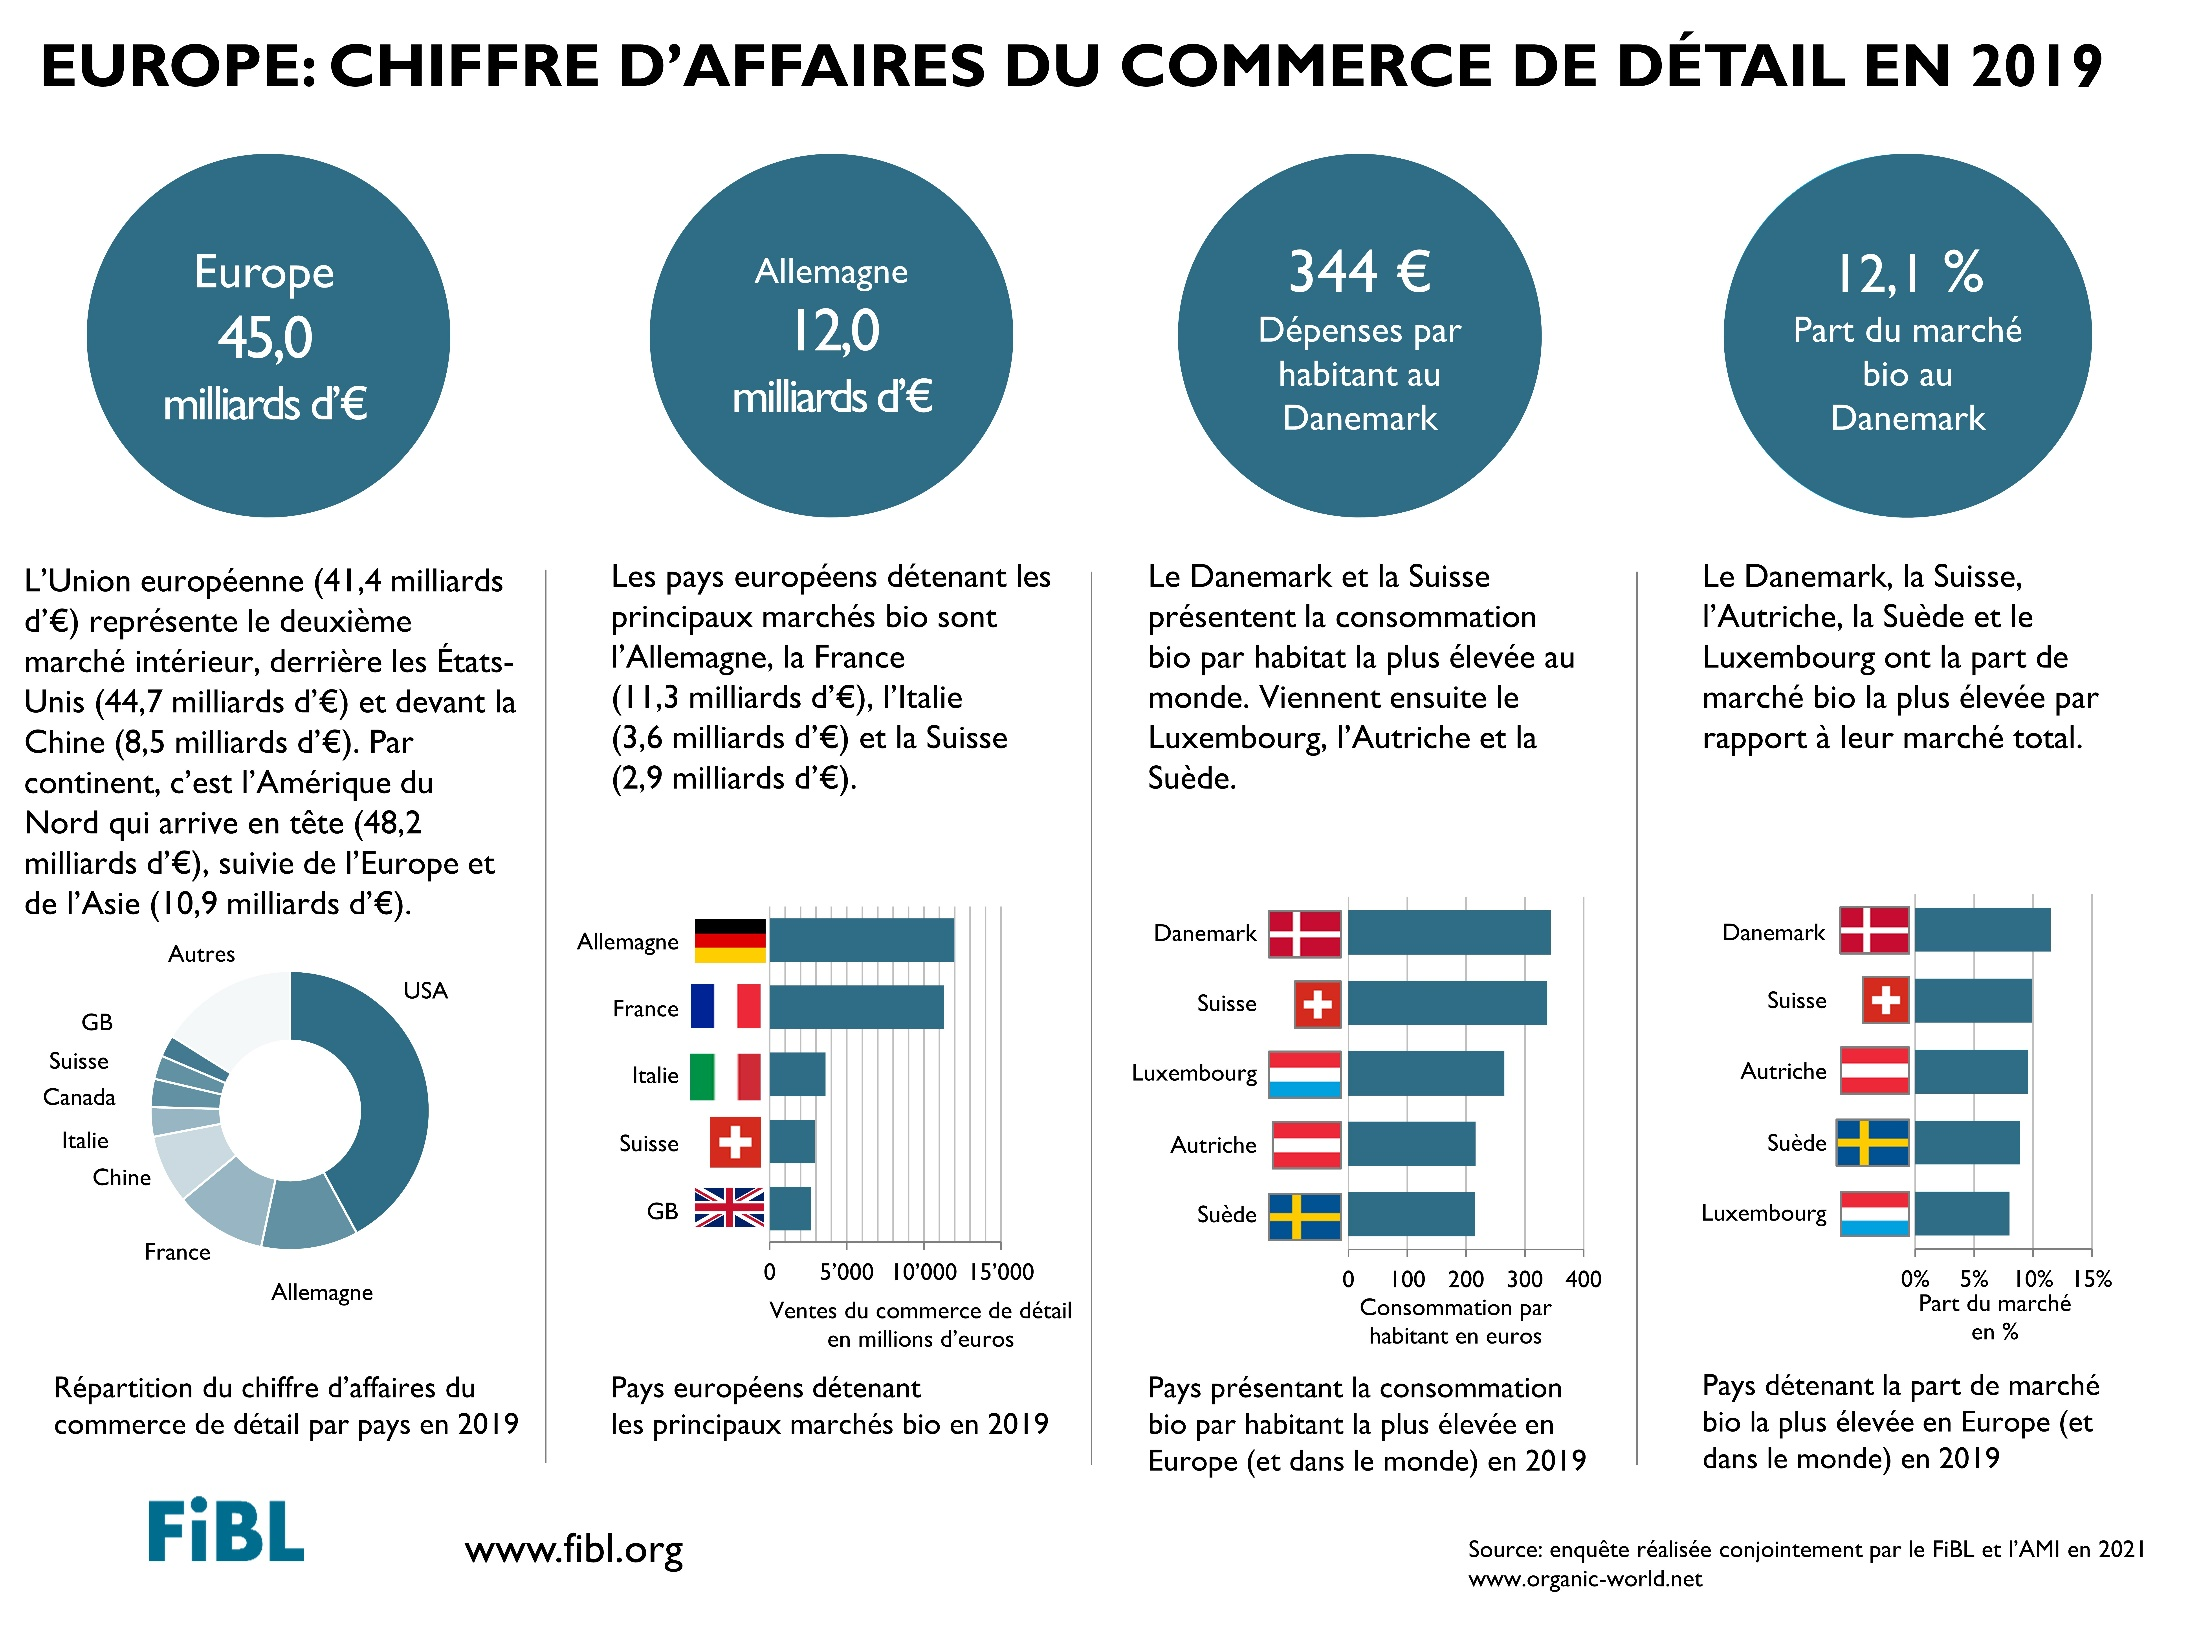 EUROPE: CHIFFRE D’AFFAIRES DU COMMERCE DE DÉTAIL EN 2019
Europe
45,0
milliards d’€
Allemagne
12,0
milliards d’€
344 €
Dépenses par
habitant au
Danemark
12,1 %
Part du marché
bio au
Danemark
L’Union européenne (41,4 milliards
d’€) représente le deuxième
marché intérieur, derrière les États-
Unis (44,7 milliards d’€) et devant la
Chine (8,5 milliards d’€). Par
continent, c’est l’Amérique du
Nord qui arrive en tête (48,2
milliards d’€), suivie de l’Europe et
de l’Asie (10,9 milliards d’€).
Autres
USA
GB
Suisse
Canada
Italie
Chine
France
Allemagne
Répartition du chiffre d’affaires du
commerce de détail par pays en 2019
Les pays européens détenant les
principaux marchés bio sont
l’Allemagne, la France
(11,3 milliards d’€), l’Italie
(3,6 milliards d’€) et la Suisse
(2,9 milliards d’€).
Allemagne
France
Italie
Suisse
GB
0 5’000 10’000 15’000
Ventes du commerce de détail
en millions d’euros
Pays européens détenant
les principaux marchés bio en 2019
Le Danemark et la Suisse
présentent la consommation
bio par habitat la plus élevée au
monde. Viennent ensuite le
Luxembourg, l’Autriche et la
Suède.
Danemark
Suisse
Luxembourg
Autriche
Suède
0 100 200 300 400
Consommation par
habitant en euros
Pays présentant la consommation
bio par habitant la plus élevée en
Europe (et dans le monde) en 2019
Le Danemark, la Suisse,
l’Autriche, la Suède et le
Luxembourg ont la part de
marché bio la plus élevée par
rapport à leur marché total.
Danemark
Suisse
Autriche
Suède
Luxembourg
0% 5% 10% 15%
Part du marché
en %
Pays détenant la part de marché
bio la plus élevée en Europe (et
dans le monde) en 2019
FiBL
www.fibl.org
Source: enquête réalisée conjointement par le FiBL et l’AMI en 2021
www.organic-world.net